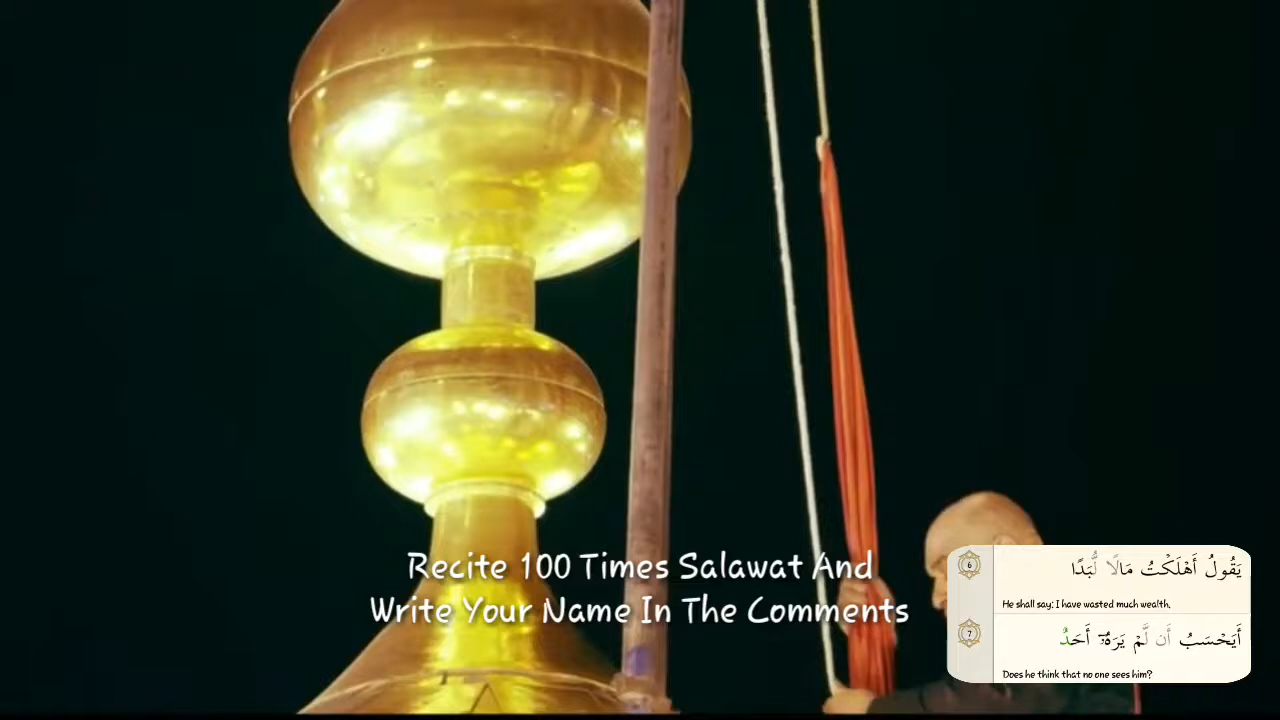 Recite 100 Times Salawat And
Write Your Name In The Comments
6
يَقُولُ أَهْلَكْتُ مَالًا لُّبَدًا
He shall say: I have wasted much wealth.
7
أَيَحْسَبُ أَن لَّمْ يَرَهُۥٓ أَحَدٌ
Does he think that no one sees him?